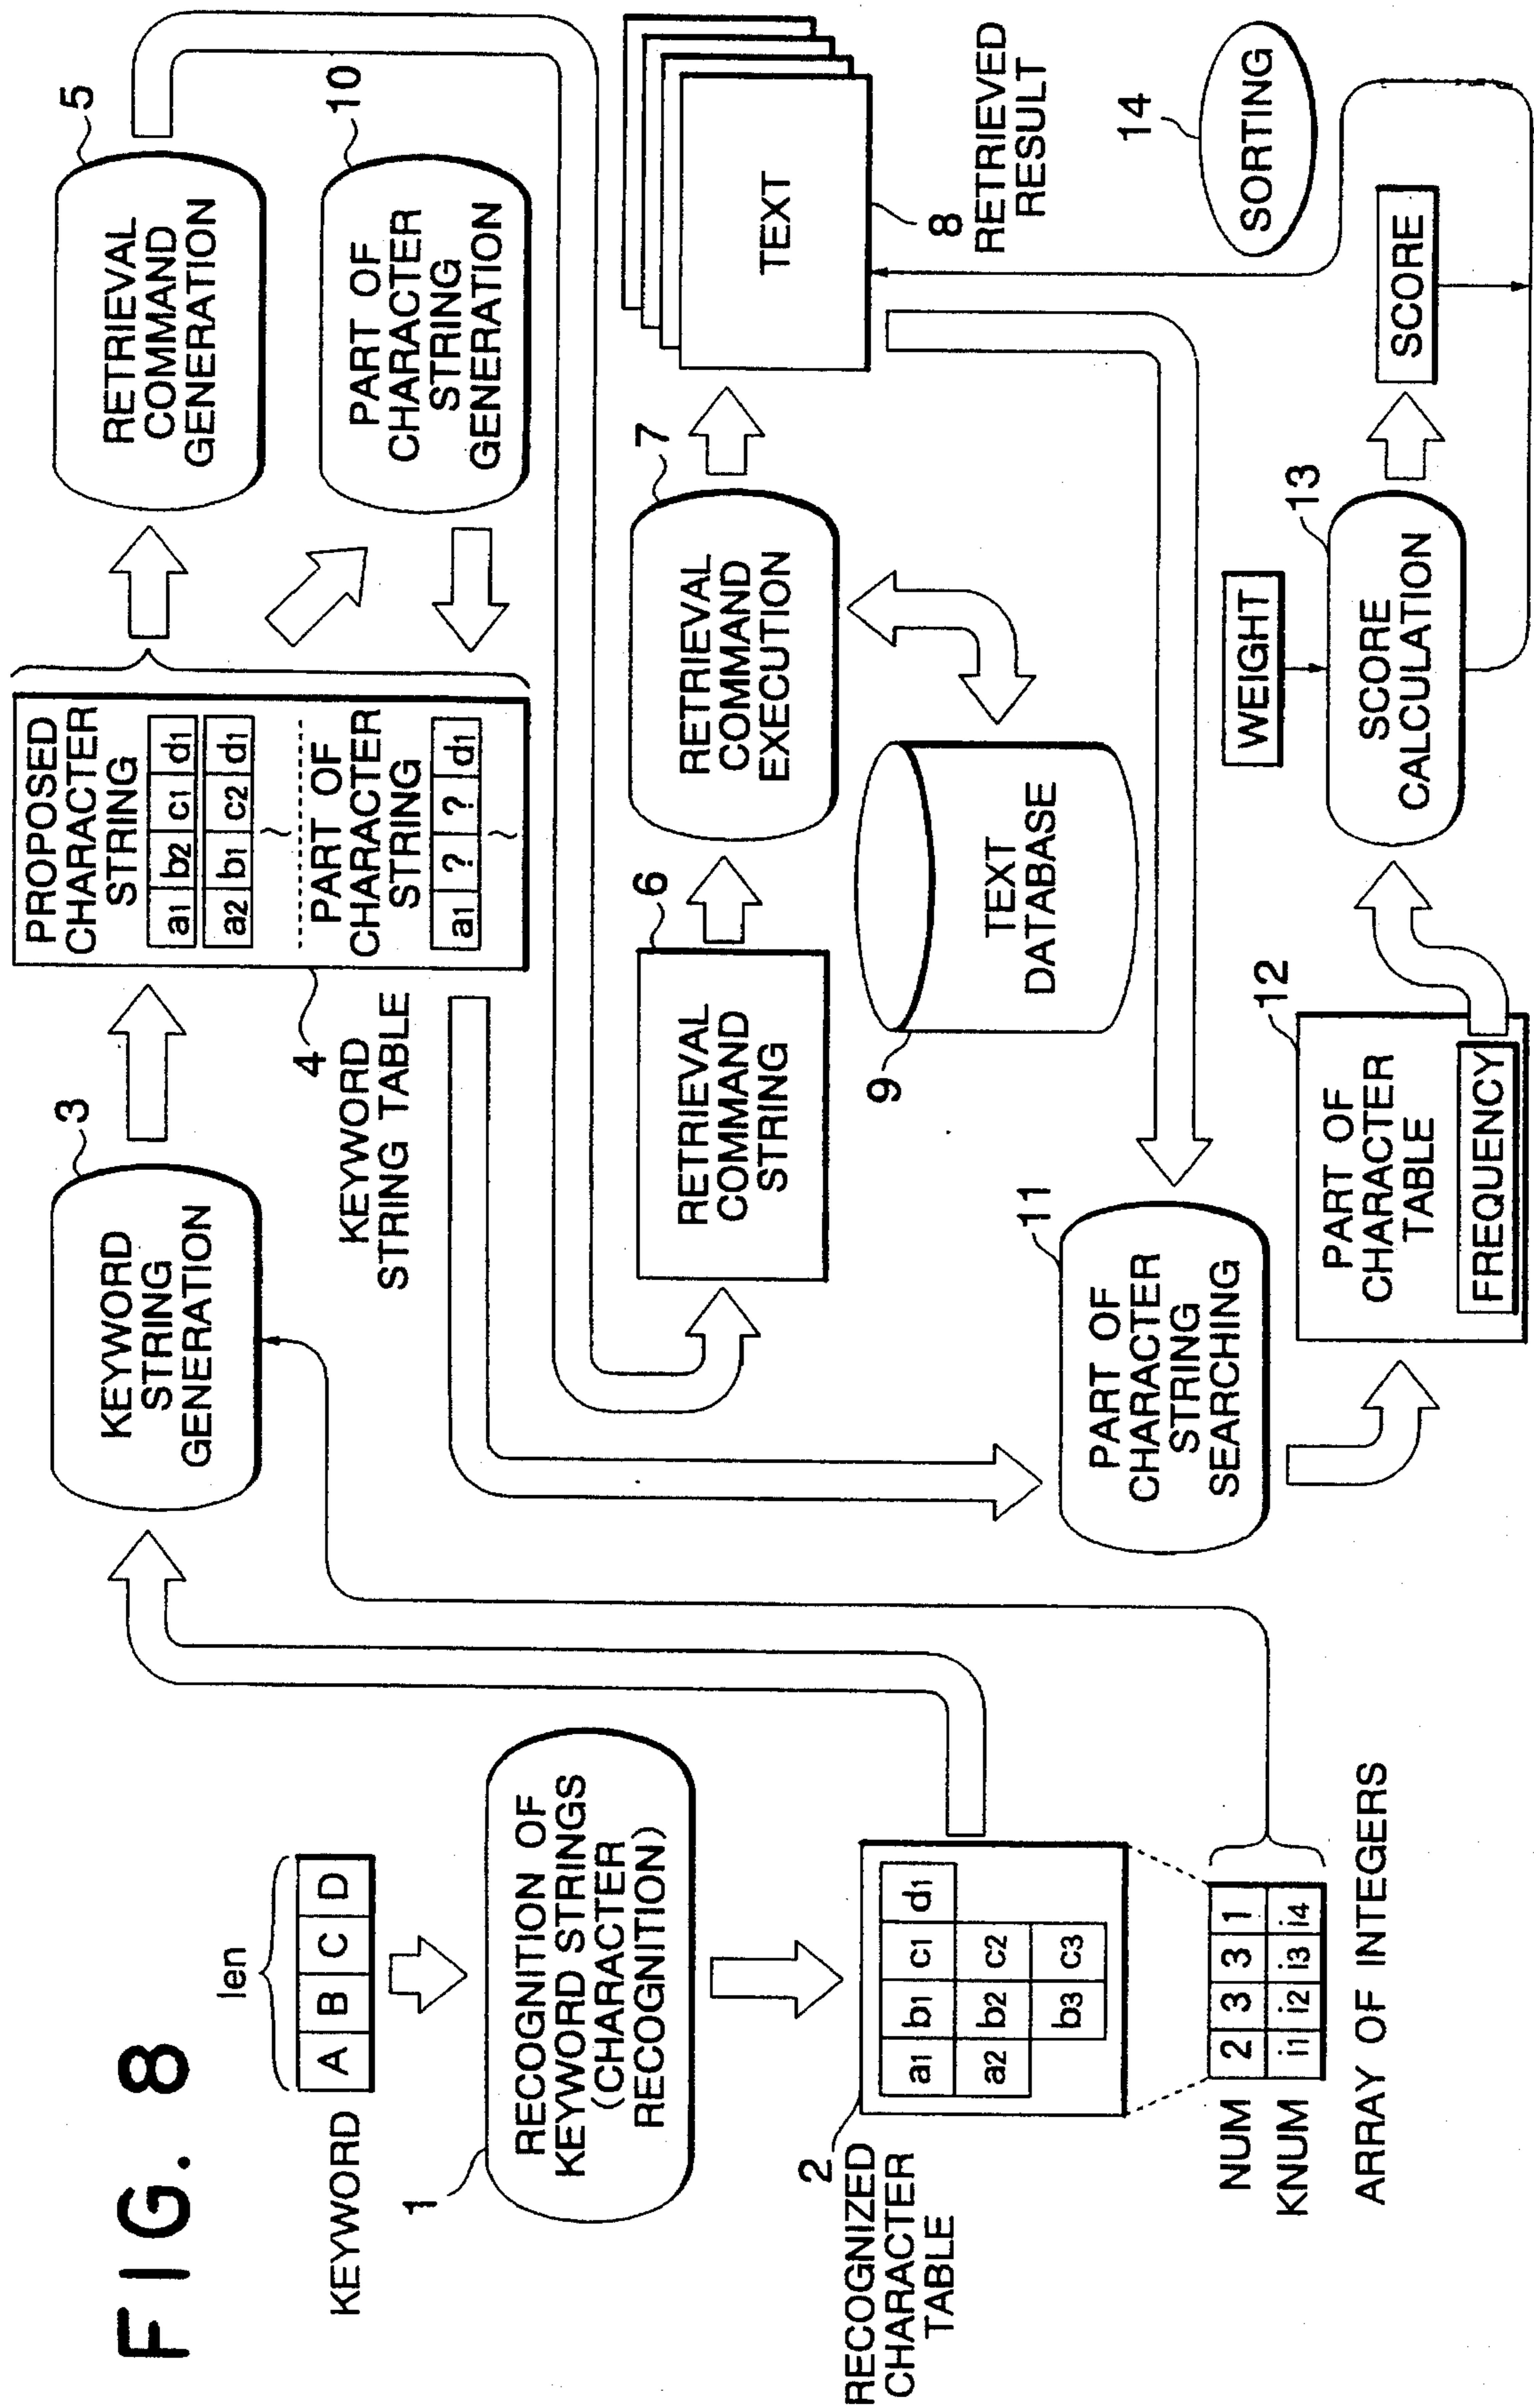 FIG. 8
len
KEYWORD
A B C D
1
RECOGNITION OF
KEYWORD STRINGS
(CHARACTER
RECOGNITION)
2
RECOGNIZED
CHARACTER
TABLE
a1 b1 c1 d1
a2 b2 c2
b3 c3
NUM 2 3 3 1
KNUM i1 i2 i3 i4
ARRAY OF INTEGERS
3
KEYWORD
STRING
GENERATION
4
KEYWORD
STRING TABLE
PROPOSED
CHARACTER
STRING
a1 b2 c1 d1
a2 b1 c2 d1
PART OF
CHARACTER
STRING
a1 ? ? d1
5
RETRIEVAL
COMMAND
GENERATION
10
PART OF
CHARACTER
STRING
GENERATION
6
RETRIEVAL
COMMAND
STRING
7
RETRIEVAL
COMMAND
EXECUTION
TEXT
8
RETRIEVED
RESULT
9
TEXT
DATABASE
11
PART OF
CHARACTER
STRING
SEARCHING
12
PART OF
CHARACTER
TABLE
FREQUENCY
WEIGHT
13
SCORE
CALCULATION
SCORE
14
SORTING